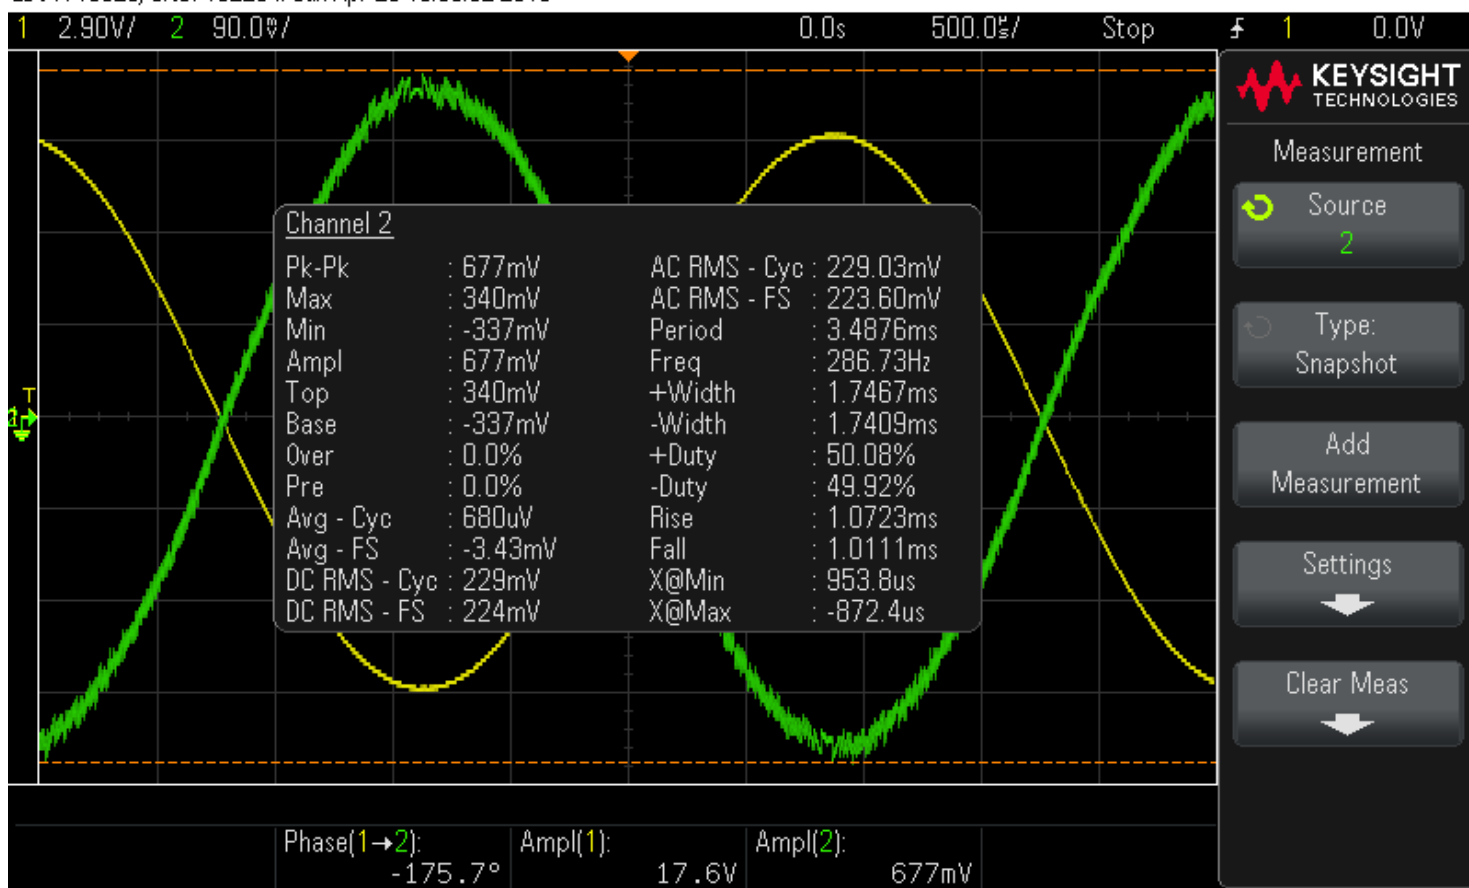 1 2.90V/ 2 90.0mV/ 0.0s 500.0us/ Stop 1 0.0V
KEYSIGHT
TECHNOLOGIES
Measurement
Source
2
Type:
Snapshot
Add
Measurement
Settings
Clear Meas
T
Channel 2
Pk-Pk : 677mV AC RMS - Cyc : 229.03mV
Max : 340mV AC RMS - FS : 223.60mV
Min : -337mV Period : 3.4876ms
Ampl : 677mV Freq : 286.73Hz
Top : 340mV +Width : 1.7467ms
Base : -337mV -Width : 1.7409ms
Over : 0.0% +Duty : 50.08%
Pre : 0.0% -Duty : 49.92%
Avg - Cyc : 680uV Rise : 1.0723ms
Avg - FS : -3.43mV Fall : 1.0111ms
DC RMS - Cyc : 229mV X@Min : 953.8us
DC RMS - FS : 224mV X@Max : -872.4us
Phase(1→2): Ampl(1): Ampl(2):
-175.7° 17.6V 677mV